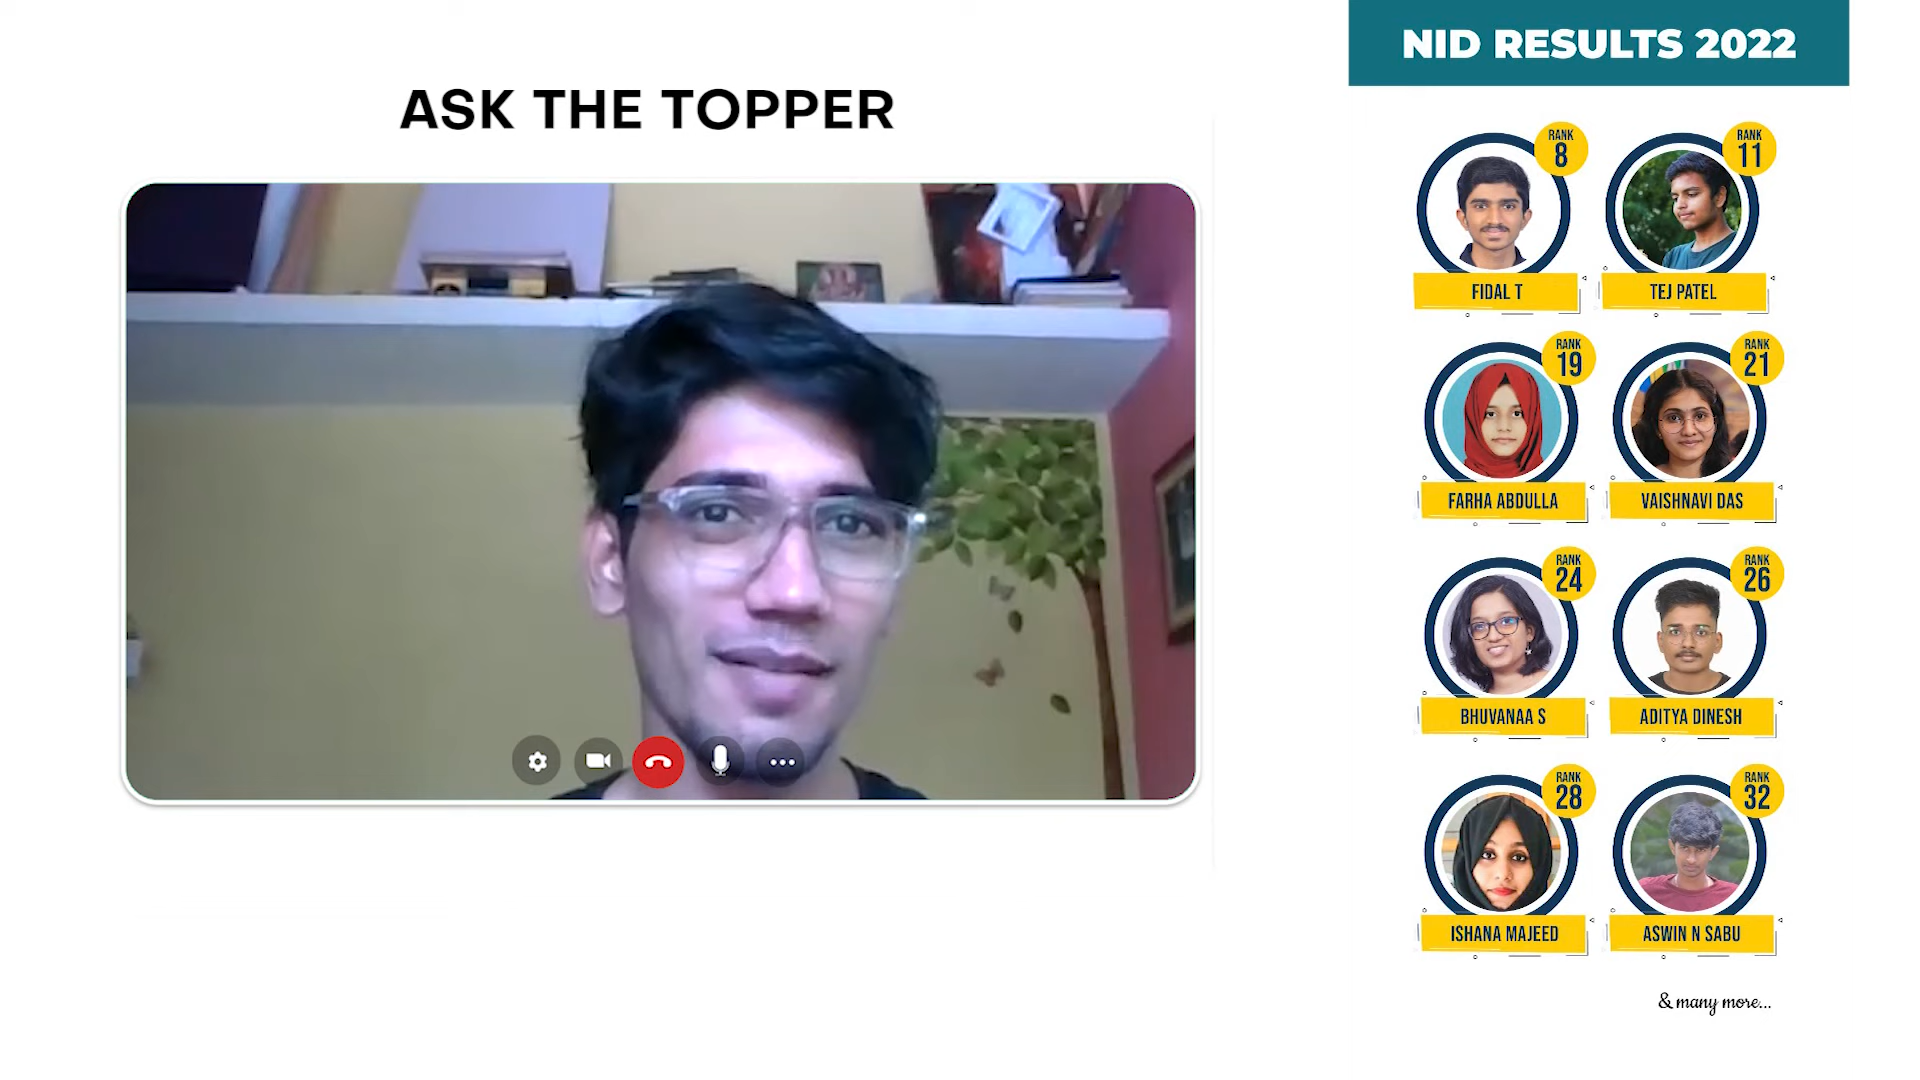 ASK THE TOPPER
NID RESULTS 2022
RANK
8
FIDAL T
RANK
11
TEJ PATEL
RANK
19
FARHA ABDULLA
RANK
21
VAISHNAVI DAS
RANK
24
BHUVANAA S
RANK
26
ADITYA DINESH
RANK
28
ISHANA MAJEED
RANK
32
ASWIN N SABU
& many more...